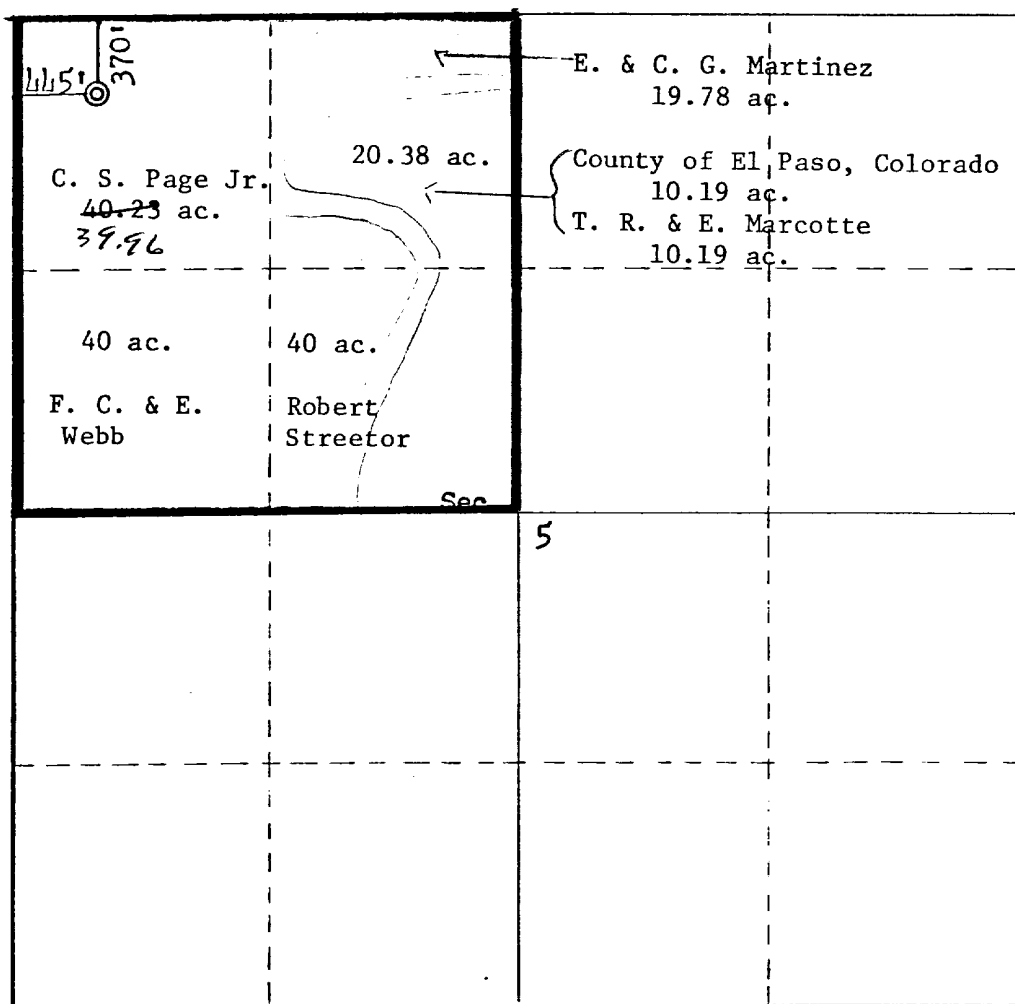 445'
370'
E. & C. G. Martinez
19.78 ac.
20.38 ac.
County of El Paso, Colorado
10.19 ac.
T. R. & E. Marcotte
10.19 ac.
C. S. Page Jr.
40.23 ac.
39.96
40 ac.
F. C. & E.
Webb
40 ac.
Robert
Streetor
Sec
5